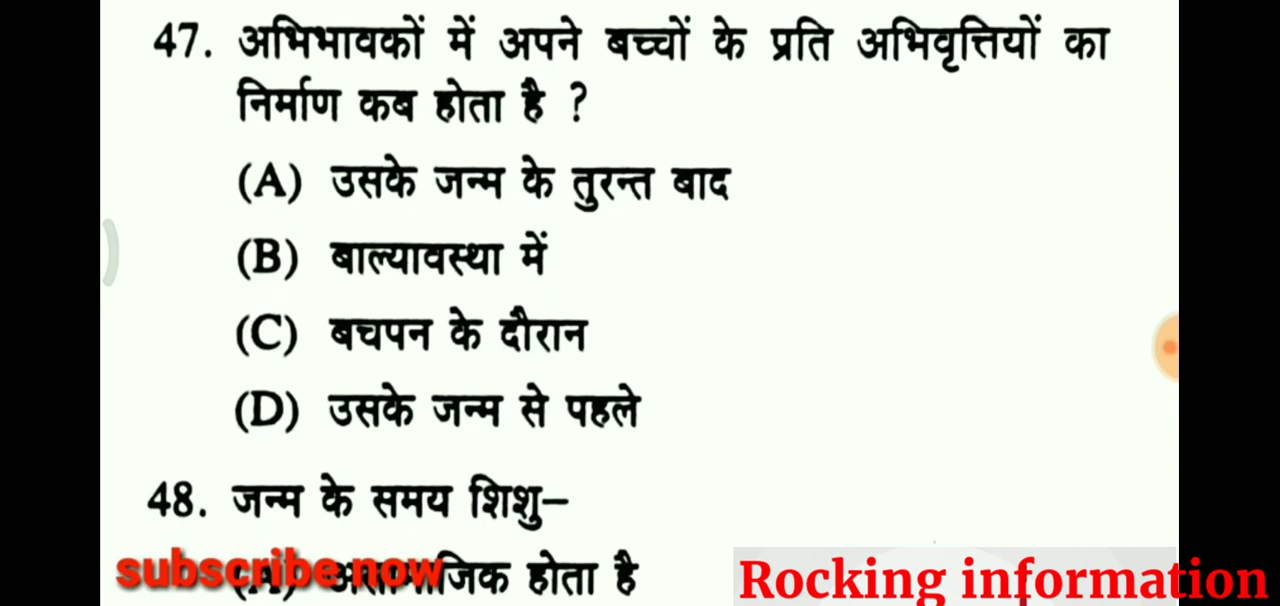 47. अभिभावकों में अपने बच्चों के प्रति अभिवृत्तियों का
निर्माण कब होता है ?
(A) उसके जन्म के तुरन्त बाद
(B) बाल्यावस्था में
(C) बचपन के दौरान
(D) उसके जन्म से पहले
48. जन्म के समय शिशु–
(A) होता है
subscribe now
Rocking information